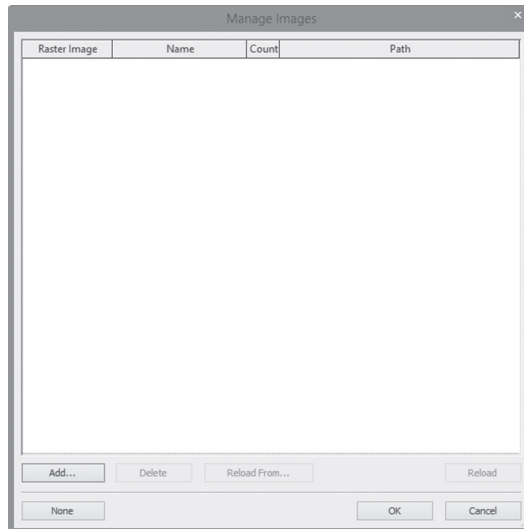 Manage Images
×
Raster Image Name Count Path
Add... Delete Reload From... Reload
None OK Cancel